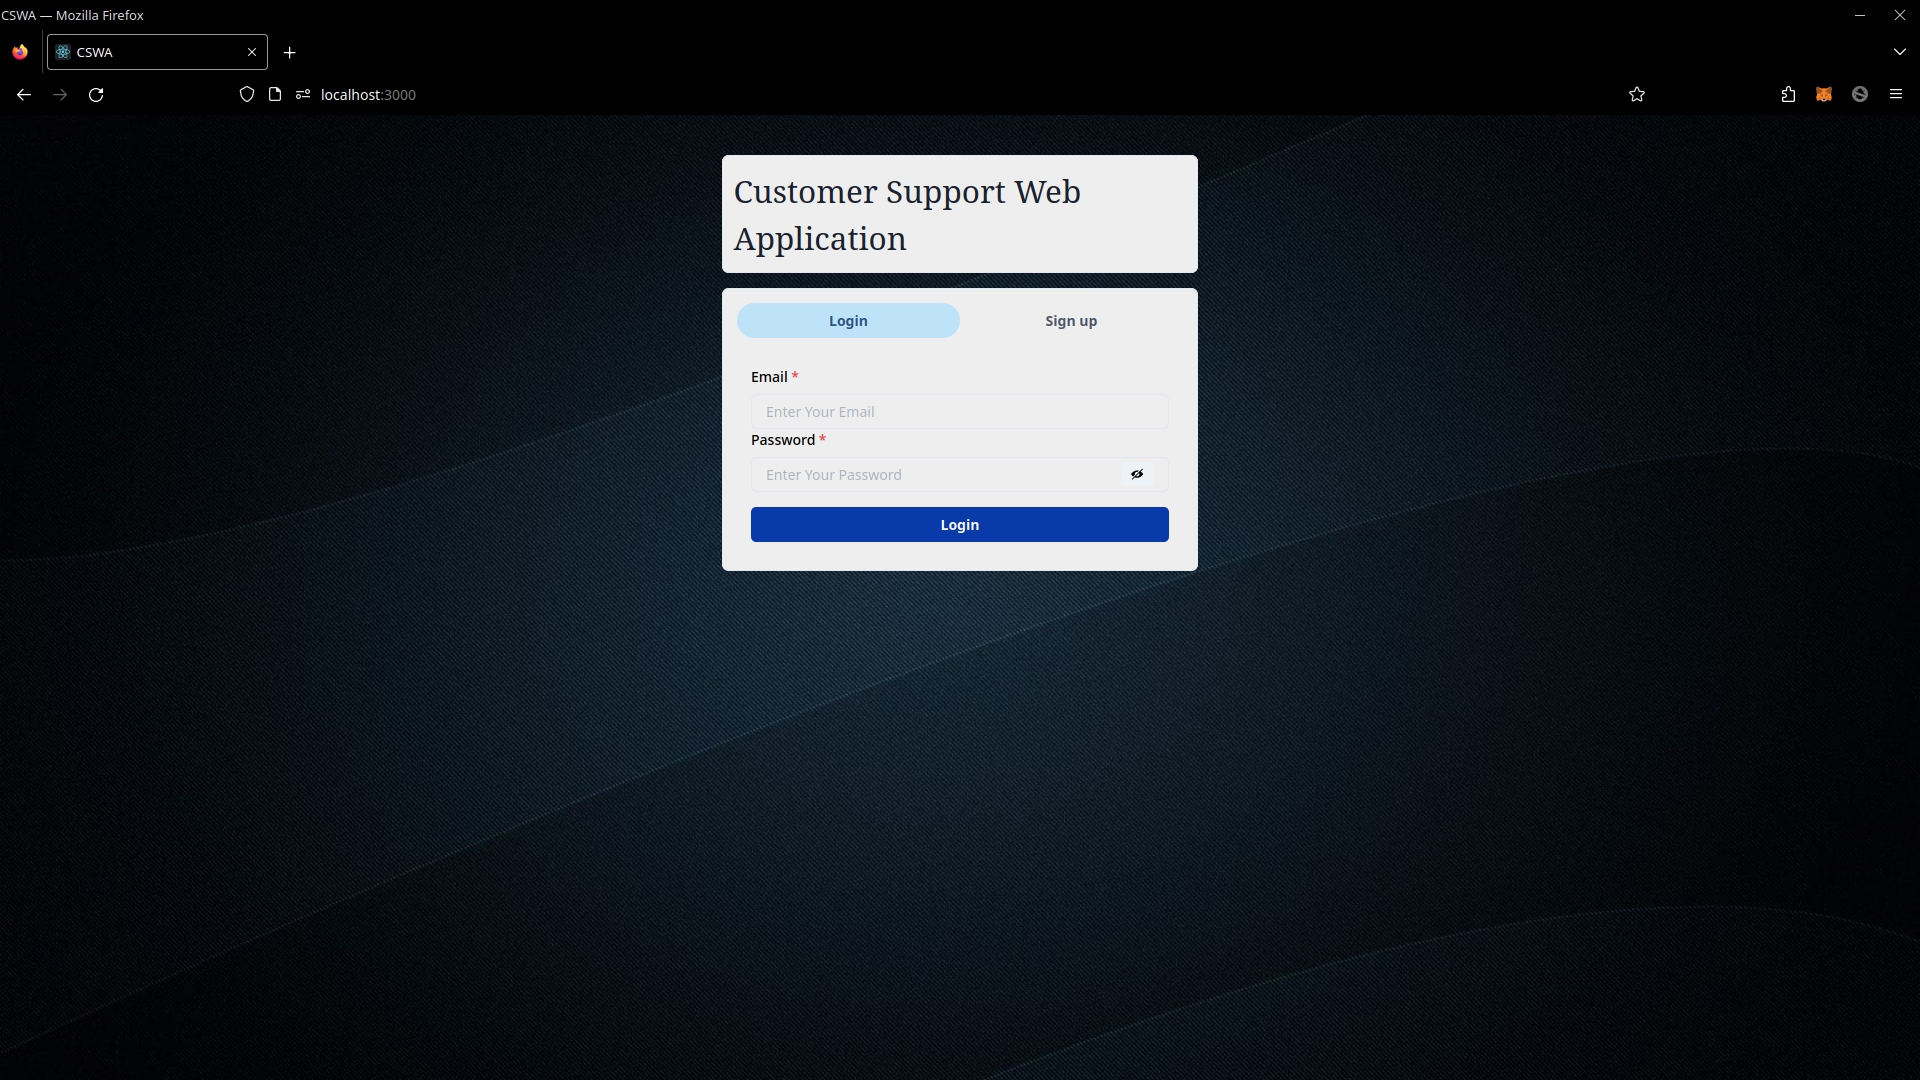 CSWA — Mozilla Firefox
CSWA
localhost:3000
Customer Support Web
Application
Login
Sign up
Email *
Enter Your Email
Password *
Enter Your Password
Login